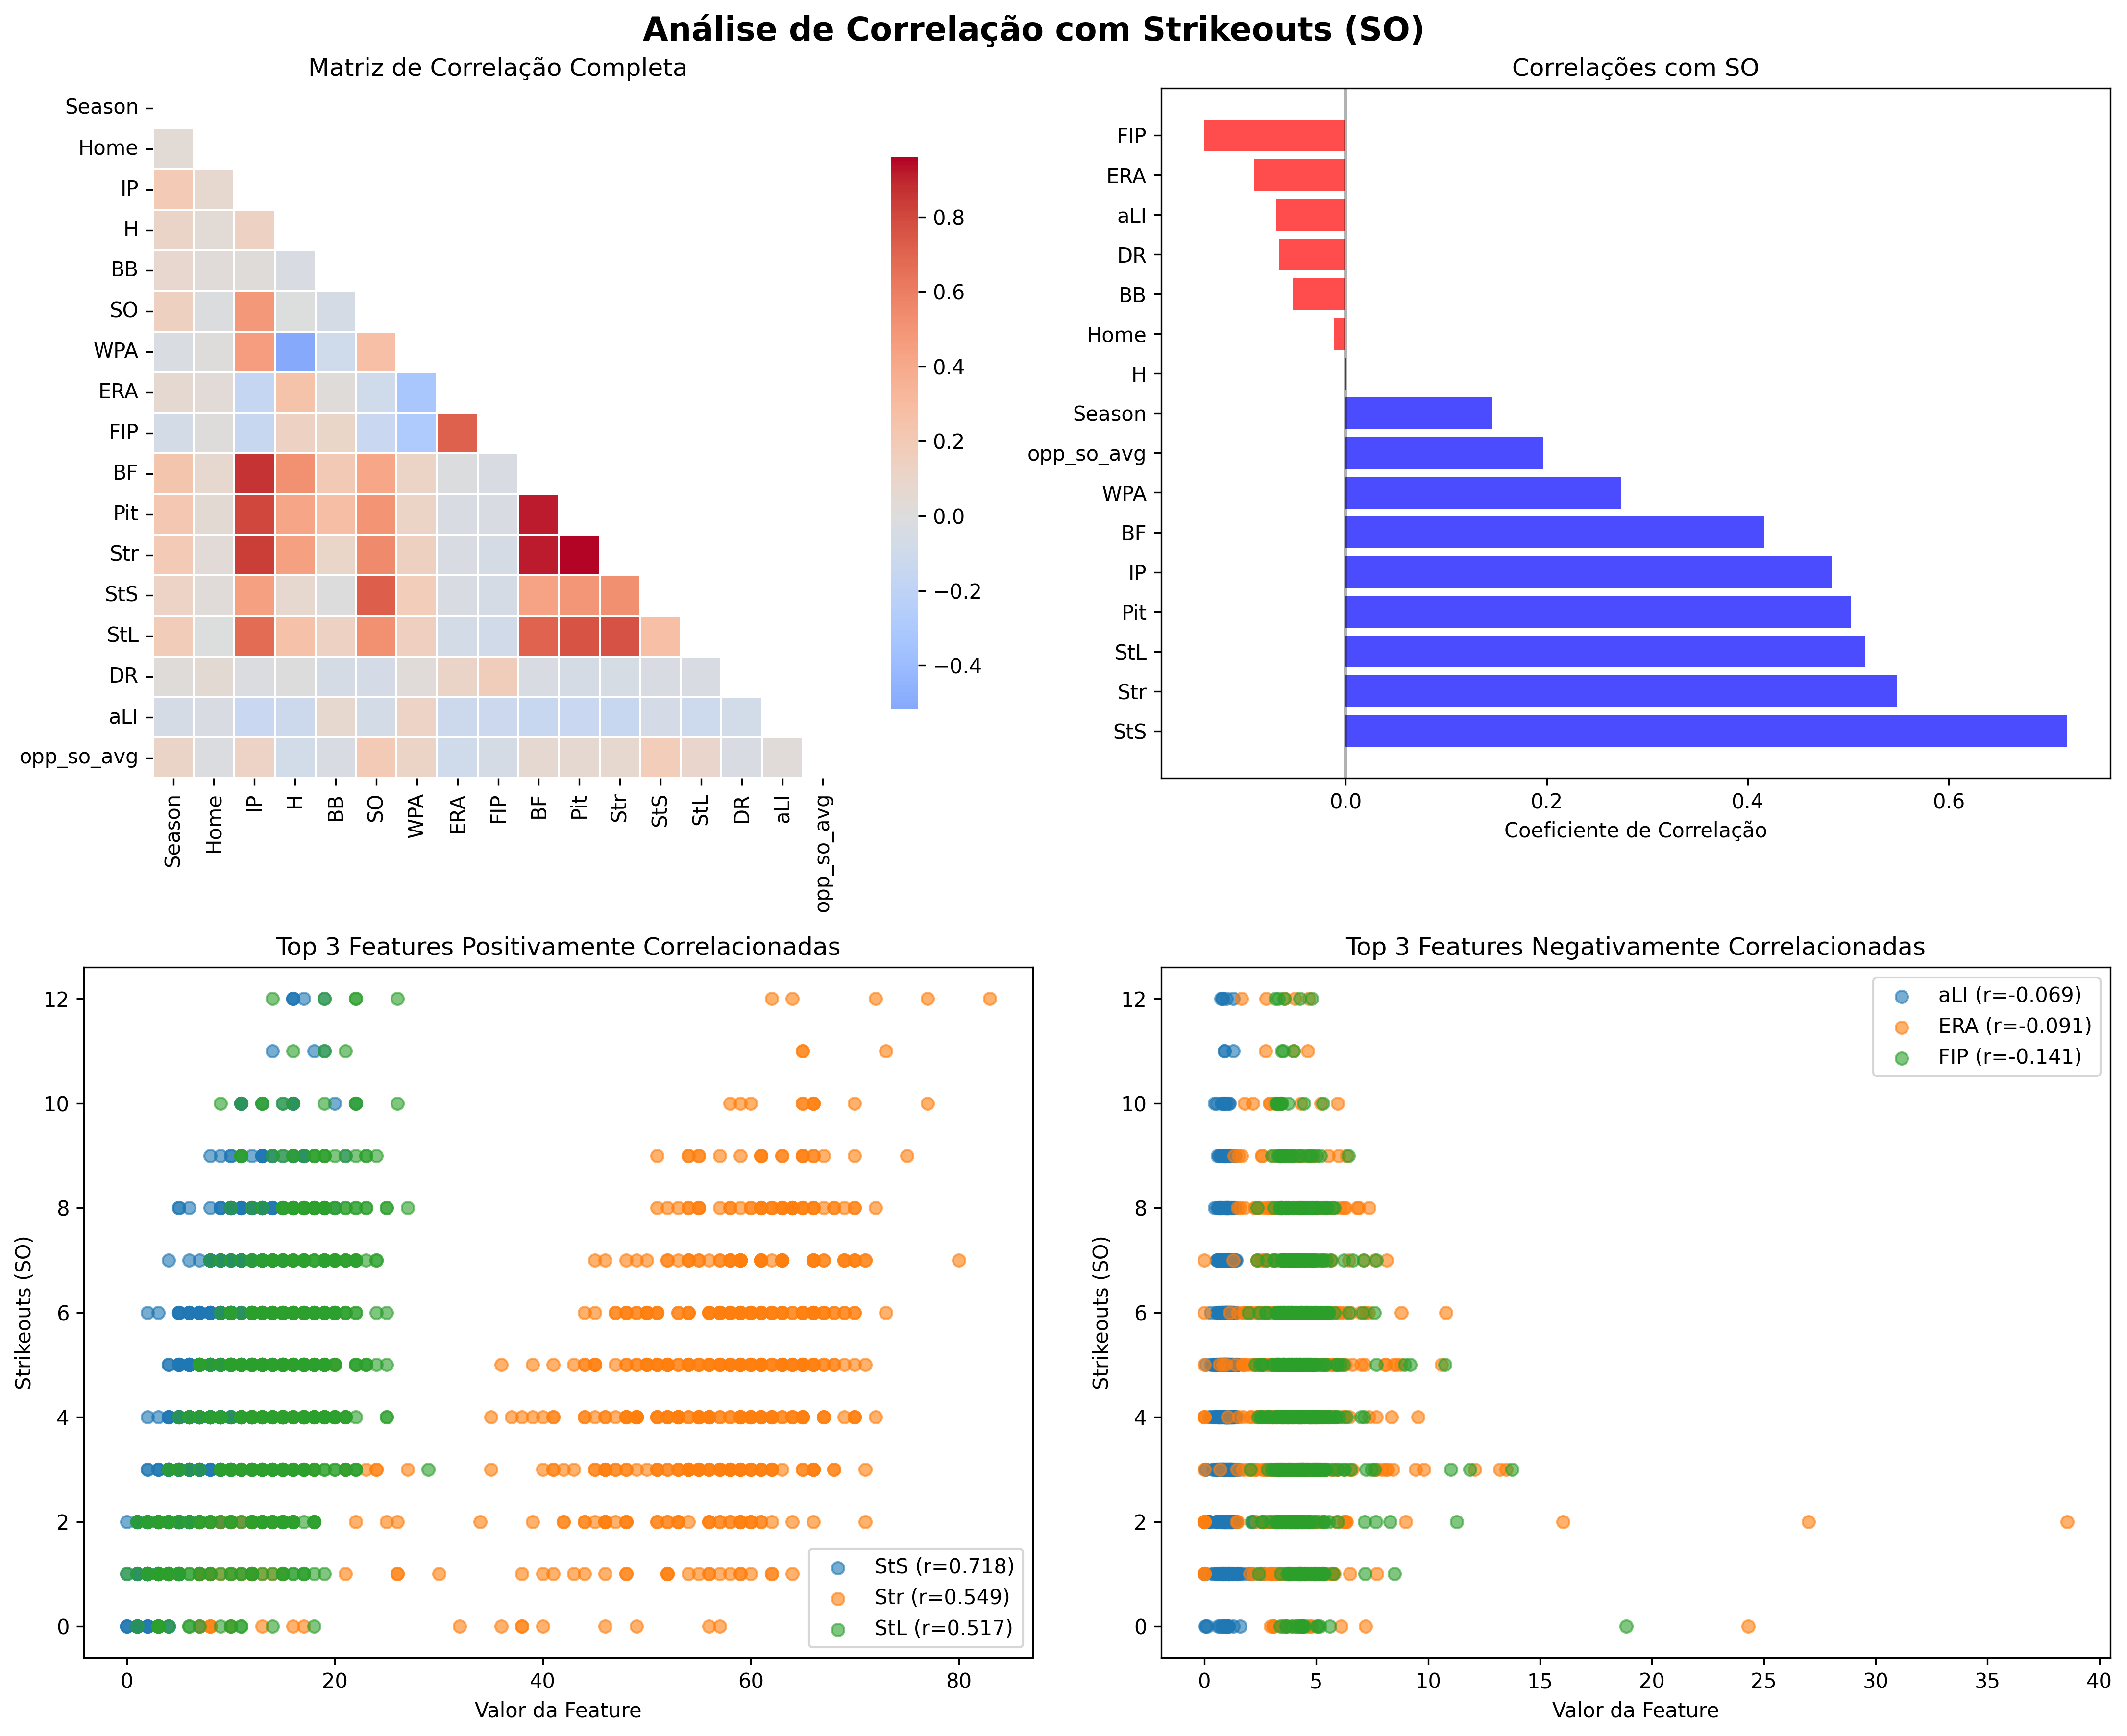 Análise de Correlação com Strikeouts (SO)
Matriz de Correlação Completa
Season
Home
IP
H
BB
SO
WPA
ERA
FIP
BF
Pit
Str
StS
StL
DR
aLI
opp_so_avg
Season
Home
IP
H
BB
SO
WPA
ERA
FIP
BF
Pit
Str
StS
StL
DR
aLI
opp_so_avg
0.8
0.6
0.4
0.2
0.0
−0.2
−0.4
Correlações com SO
FIP
ERA
aLI
DR
BB
Home
H
Season
opp_so_avg
WPA
BF
IP
Pit
StL
Str
StS
0.0 0.2 0.4 0.6
Coeficiente de Correlação
Top 3 Features Positivamente Correlacionadas
Strikeouts (SO)
12
10
8
6
4
2
0
StS (r=0.718)
Str (r=0.549)
StL (r=0.517)
0 20 40 60 80
Valor da Feature
Top 3 Features Negativamente Correlacionadas
Strikeouts (SO)
12
10
8
6
4
2
0
aLI (r=-0.069)
ERA (r=-0.091)
FIP (r=-0.141)
0 5 10 15 20 25 30 35 40
Valor da Feature